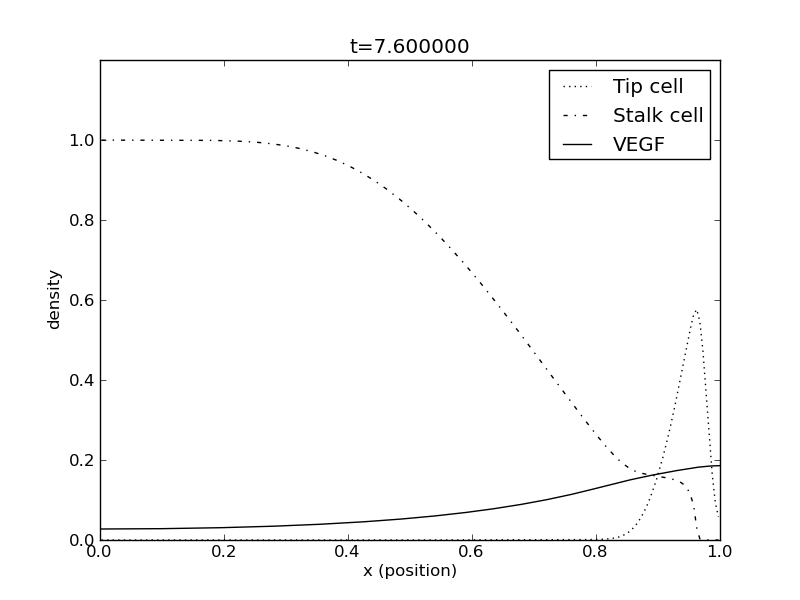 t=7.600000
Tip cell
Stalk cell
VEGF
1.0
0.8
0.6
0.4
0.2
0.0
density
0.0 0.2 0.4 0.6 0.8 1.0
x (position)